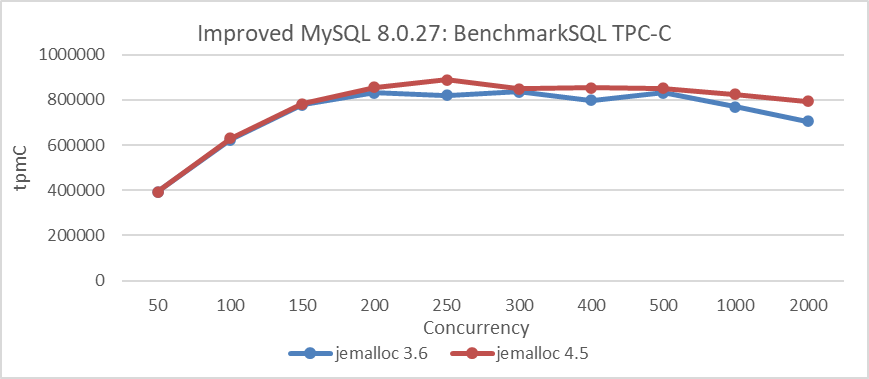 Improved MySQL 8.0.27: BenchmarkSQL TPC-C
1000000
800000
600000
400000
200000
0
tpmC
50 100 150 200 250 300 400 500 1000 2000
Concurrency
jemalloc 3.6 jemalloc 4.5